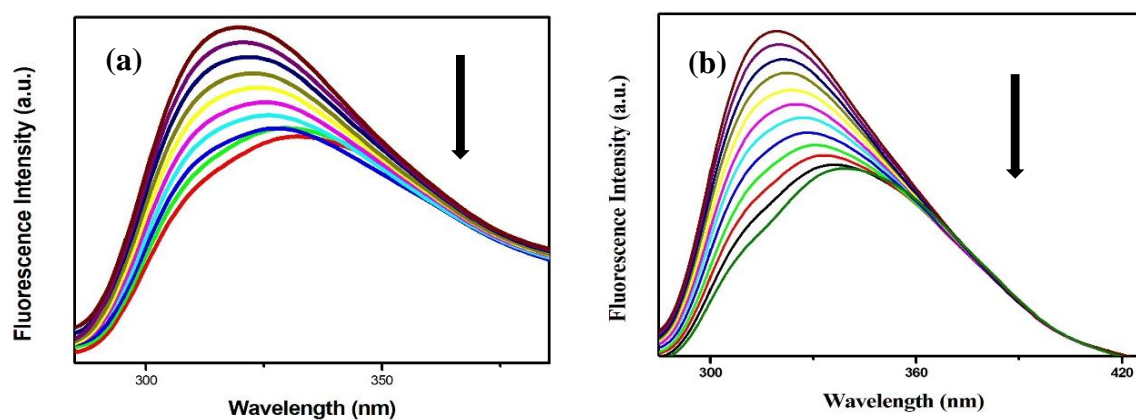 (a)
Fluorescence Intensity (a.u.)
300
350
Wavelength (nm)
(b)
Fluorescence Intensity (a.u.)
300
360
420
Wavelength (nm)